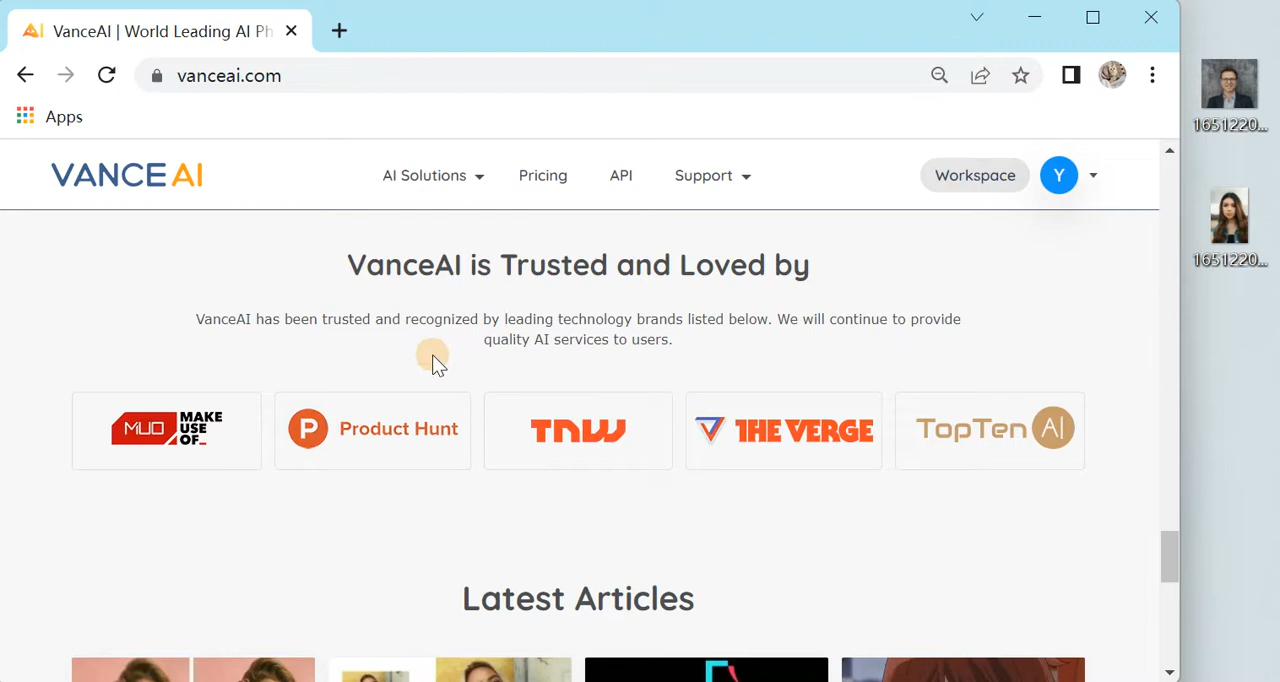 VanceAI | World Leading AI Ph
vanceai.com
Apps
1651220...
VANCE AI
AI Solutions
Pricing
API
Support
Workspace
Y
1651220...
VanceAI is Trusted and Loved by
VanceAI has been trusted and recognized by leading technology brands listed below. We will continue to provide
quality AI services to users.
MUO MAKE
USE
OF_
P Product Hunt
TNW
THE VERGE
TopTen AI
Latest Articles